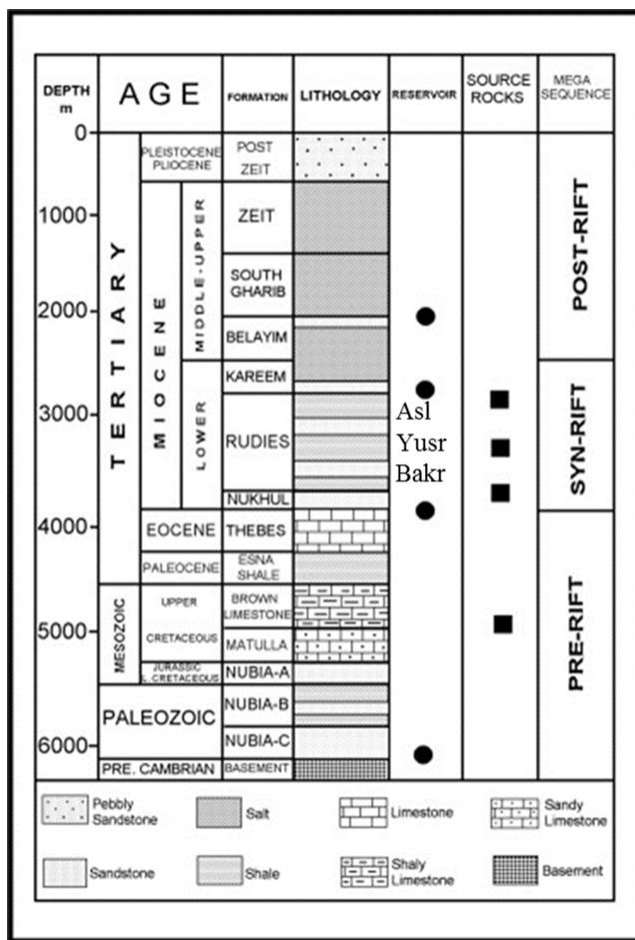 DEPTH
m
AGE
FORMATION
LITHOLOGY
RESERVOIR
SOURCE
ROCKS
MEGA
SEQUENCE
0
1000
2000
3000
4000
5000
6000
TERTIARY
MESOZOIC
PALEOZOIC
PRE. CAMBRIAN
PLEISTOCENE
PLIOCENE
MIOCENE
MIDDLE-UPPER
LOWER
EOCENE
PALEOCENE
UPPER
CRETACEOUS
JURASSIC
L. CRETACEOUS
POST
ZEIT
ZEIT
SOUTH
GHARIB
BELAYIM
KAREEM
RUDIES
NUKHUL
THEBES
ESNA
SHALE
BROWN
LIMESTONE
MATULLA
NUBIA-A
NUBIA-B
NUBIA-C
BASEMENT
Asl
Yusr
Bakr
POST-RIFT
SYN-RIFT
PRE-RIFT
Pebbly
Sandstone
Salt
Limestone
Sandy
Limestone
Sandstone
Shale
Shaly
Limestone
Basement